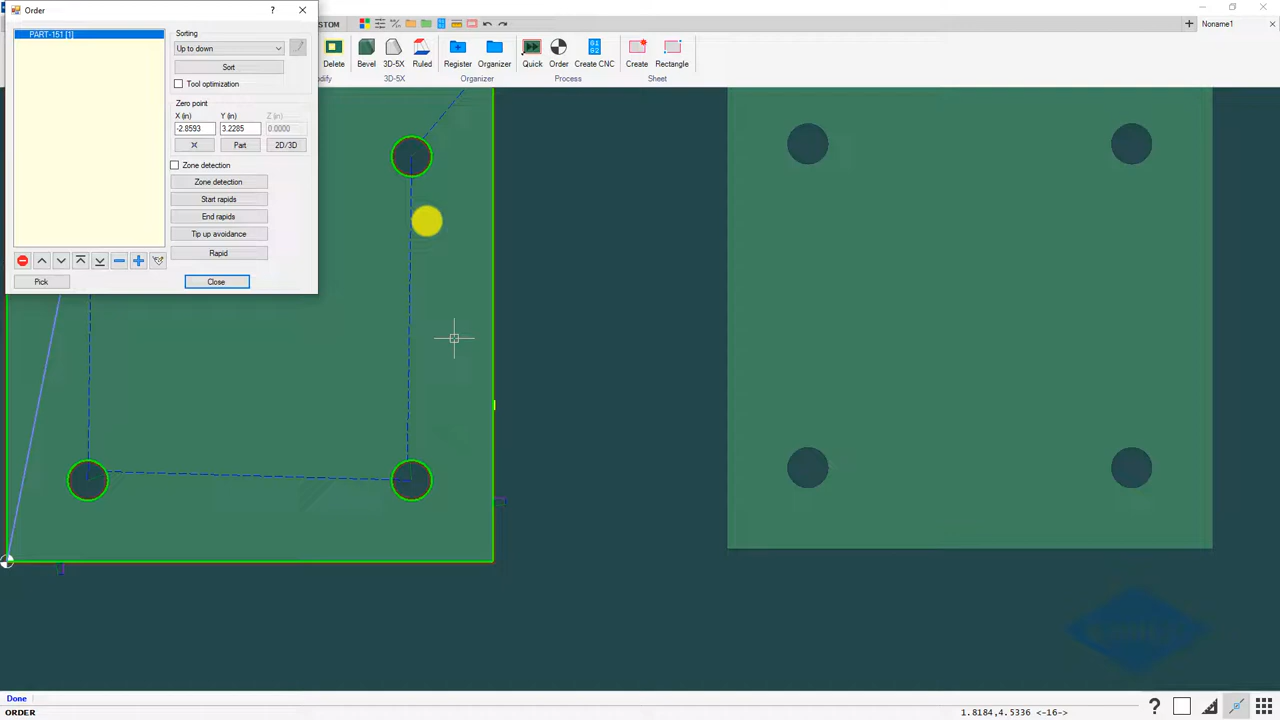 Order
?
PART-151 [1]
Sorting
Up to down
Sort
Tool optimization
Zero point
X (in) Y (in) Z (in)
-2.8593 3.2285 0.0000
Part 2D/3D
Zone detection
Zone detection
Start rapids
End rapids
Tip up avoidance
Rapid
Pick
Close
STOM
Noname1
Delete
Bevel
3D-5X
Ruled
Register
Organizer
Quick
Order
Create CNC
Create
Rectangle
dify
3D-5X
Organizer
Process
Sheet
Done
ORDER
1.8184,4.5336 <-16->